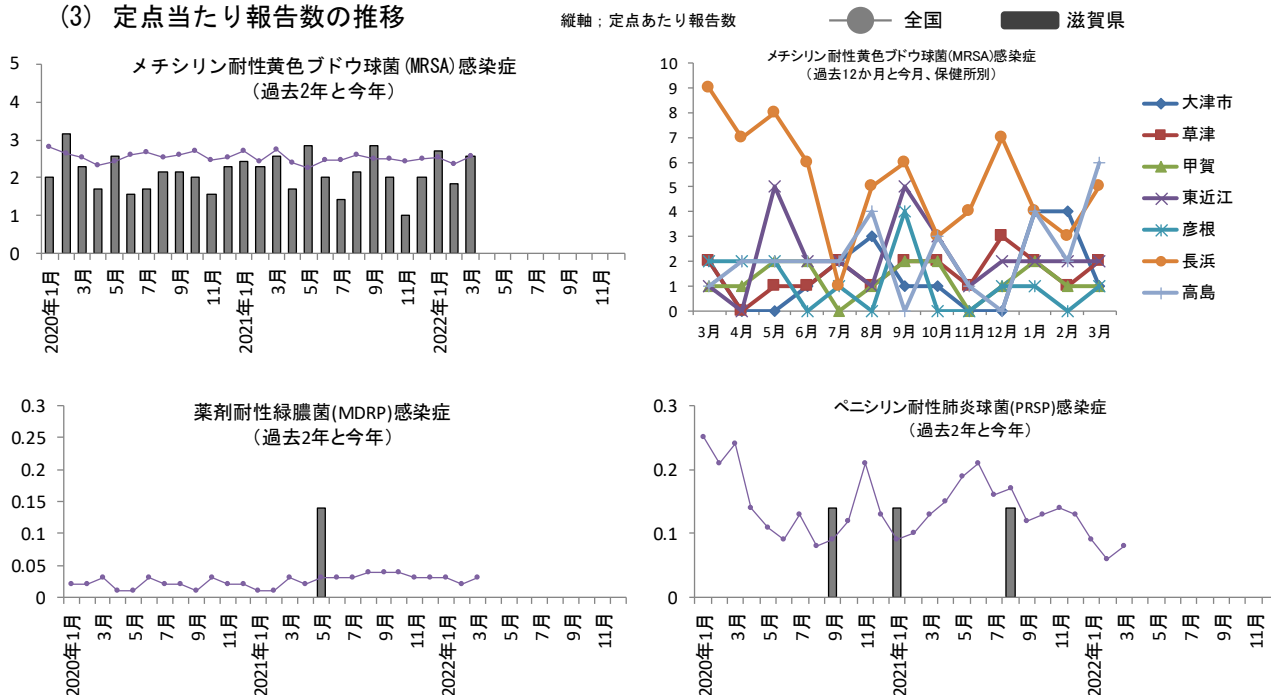 (3) 定点当たり報告数の推移
縦軸；定点あたり報告数
全国
滋賀県
メチシリン耐性黄色ブドウ球菌(MRSA)感染症
（過去2年と今年）
5
4
3
2
1
0
2020年1月
3月
5月
7月
9月
11月
2021年1月
3月
5月
7月
9月
11月
2022年1月
3月
5月
7月
9月
11月
メチシリン耐性黄色ブドウ球菌(MRSA)感染症
（過去12か月と今月、保健所別）
10
9
8
7
6
5
4
3
2
1
0
3月 4月 5月 6月 7月 8月 9月 10月 11月 12月 1月 2月 3月
大津市
草津
甲賀
東近江
彦根
長浜
高島
薬剤耐性緑膿菌(MDRP)感染症
（過去2年と今年）
0.3
0.25
0.2
0.15
0.1
0.05
0
2020年1月
3月
5月
7月
9月
11月
2021年1月
3月
5月
7月
9月
11月
2022年1月
3月
5月
7月
9月
11月
ペニシリン耐性肺炎球菌(PRSP)感染症
（過去2年と今年）
0.3
0.2
0.1
0
2020年1月
3月
5月
7月
9月
11月
2021年1月
3月
5月
7月
9月
11月
2022年1月
3月
5月
7月
9月
11月